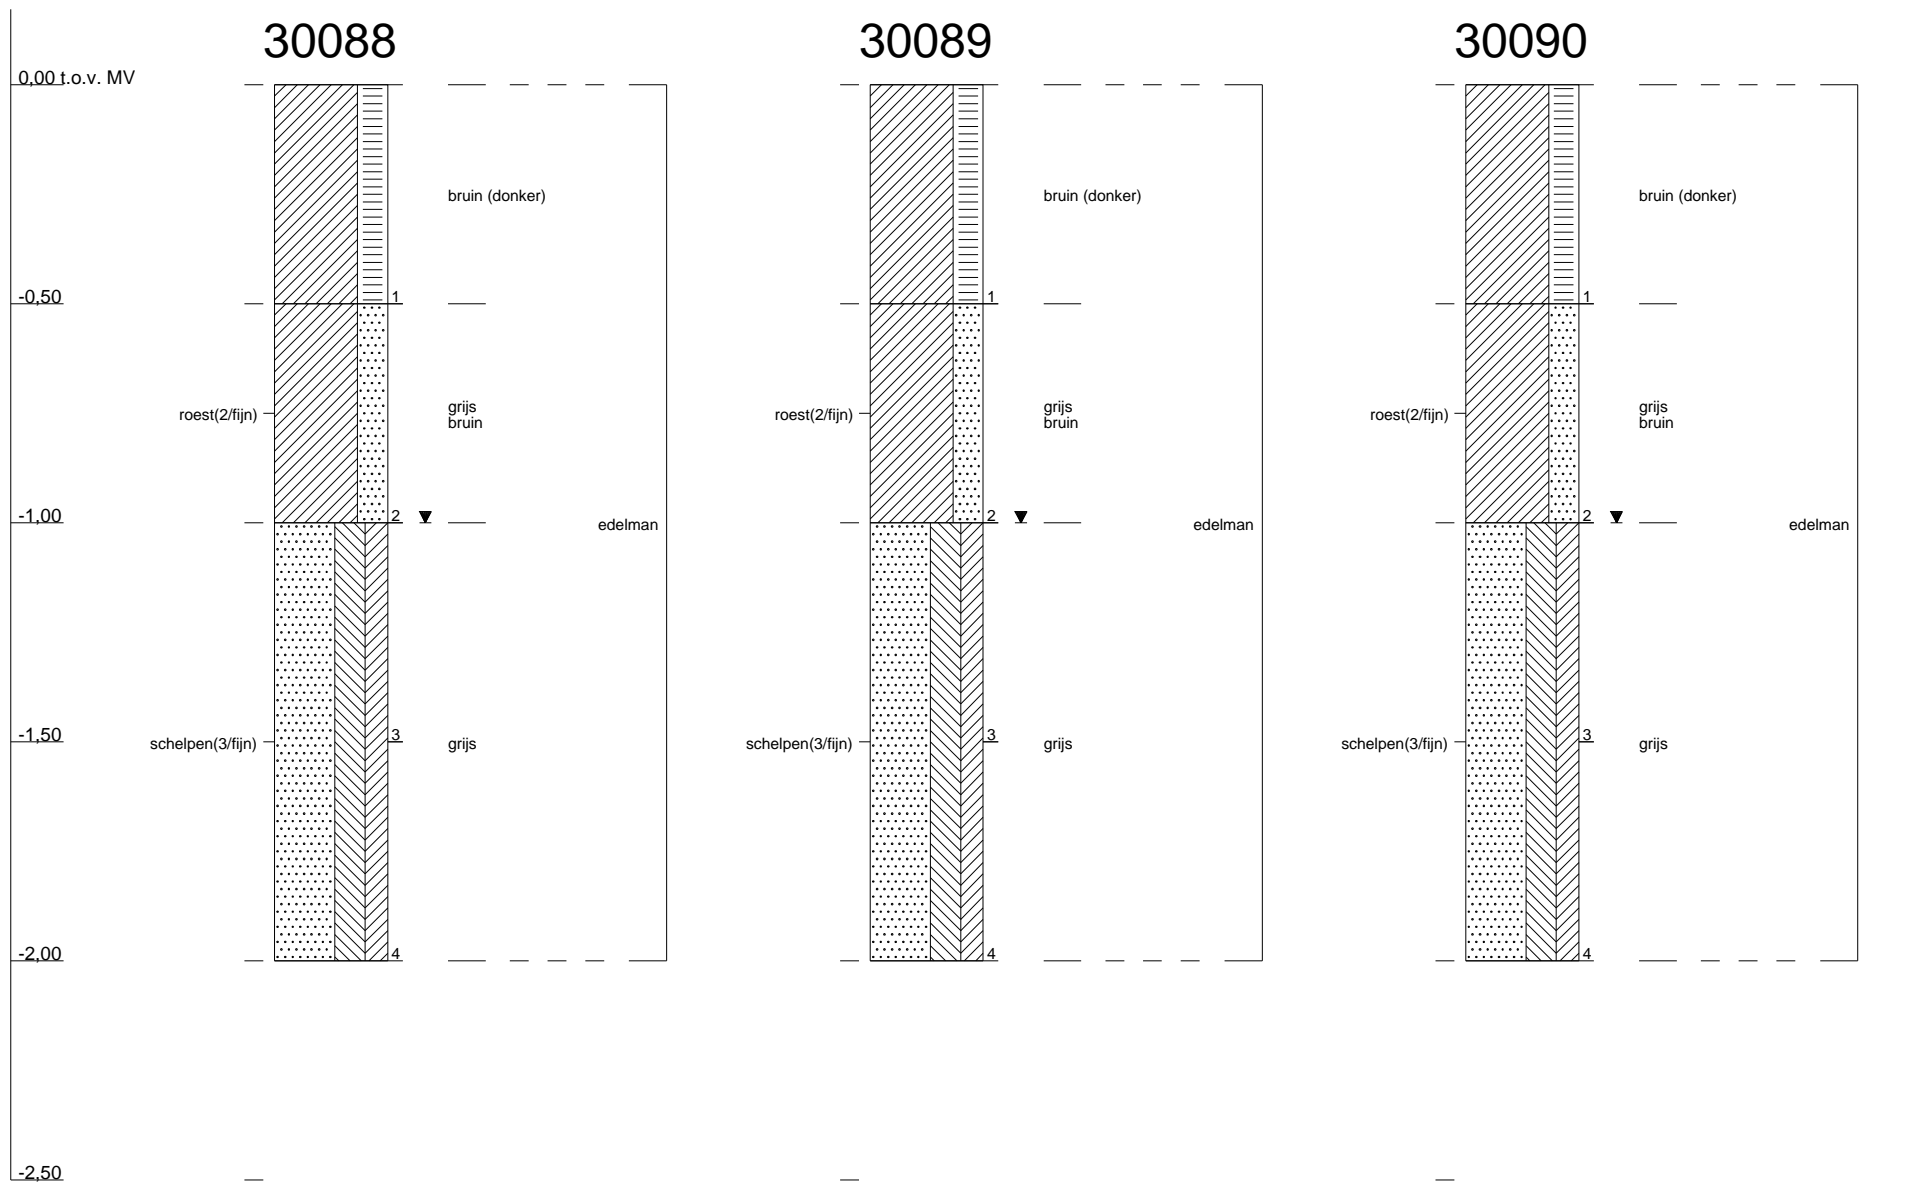 30088 30089 30090
0,00 t.o.v. MV
bruin (donker) bruin (donker) bruin (donker)
-0,50 1 1 1
roest(2/fijn) grijs roest(2/fijn) grijs roest(2/fijn) grijs
bruin bruin bruin
-1,00 2 2 2
edelman edelman edelman
-1,50 3 3 3
schelpen(3/fijn) grijs schelpen(3/fijn) grijs schelpen(3/fijn) grijs
-2,00 4 4 4
-2,50